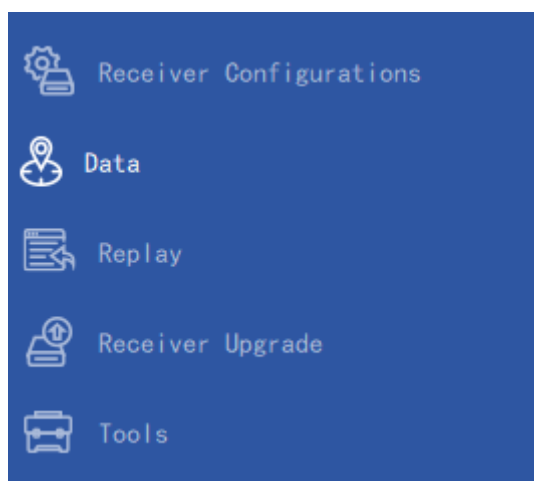 Receiver Configurations
Data
Replay
Receiver Upgrade
Tools